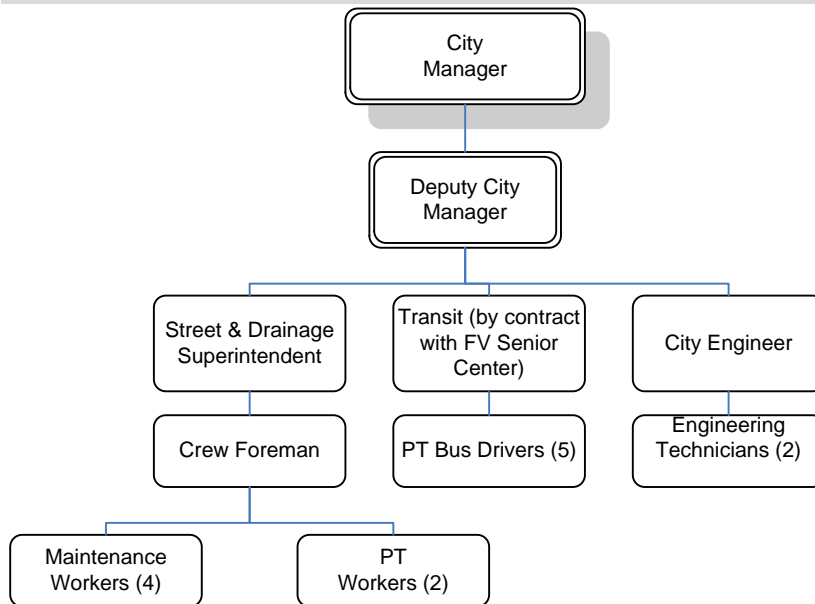 City
Manager
Deputy City
Manager
Street & Drainage
Superintendent
Transit (by contract
with FV Senior
Center)
City Engineer
Crew Foreman
PT Bus Drivers (5)
Engineering
Technicians (2)
Maintenance
Workers (4)
PT
Workers (2)